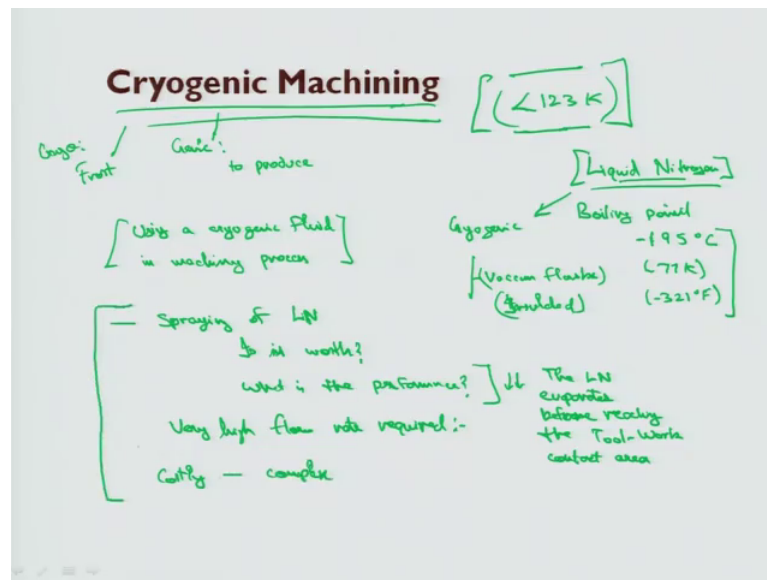 Cryogenic Machining
[(<123 K)]
Cryo:
Frost
Genic:
to produce
[Liquid Nitrogen]
Boiling point
-195°C
(77K)
(-321°F)
Cryogenic
(Vaccum flasks)
[Using a cryogenic fluid
in machining process]
Spraying of LN
Is it worth?
What is the performance?
Very high flow rate required:-
Costly — complex
The LN
evporates
before reaching
the Tool-Work
contact area